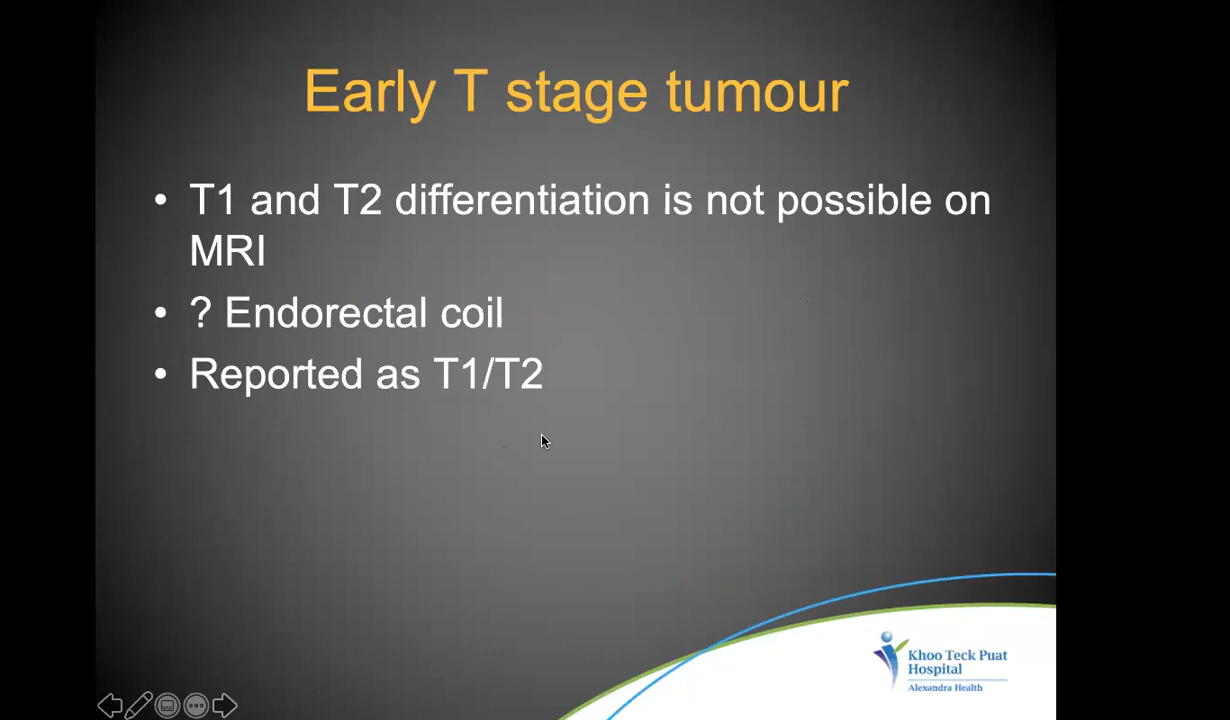 Early T stage tumour
• T1 and T2 differentiation is not possible on
MRI
• ? Endorectal coil
• Reported as T1/T2
Khoo Teck Puat
Hospital
Alexandra Health